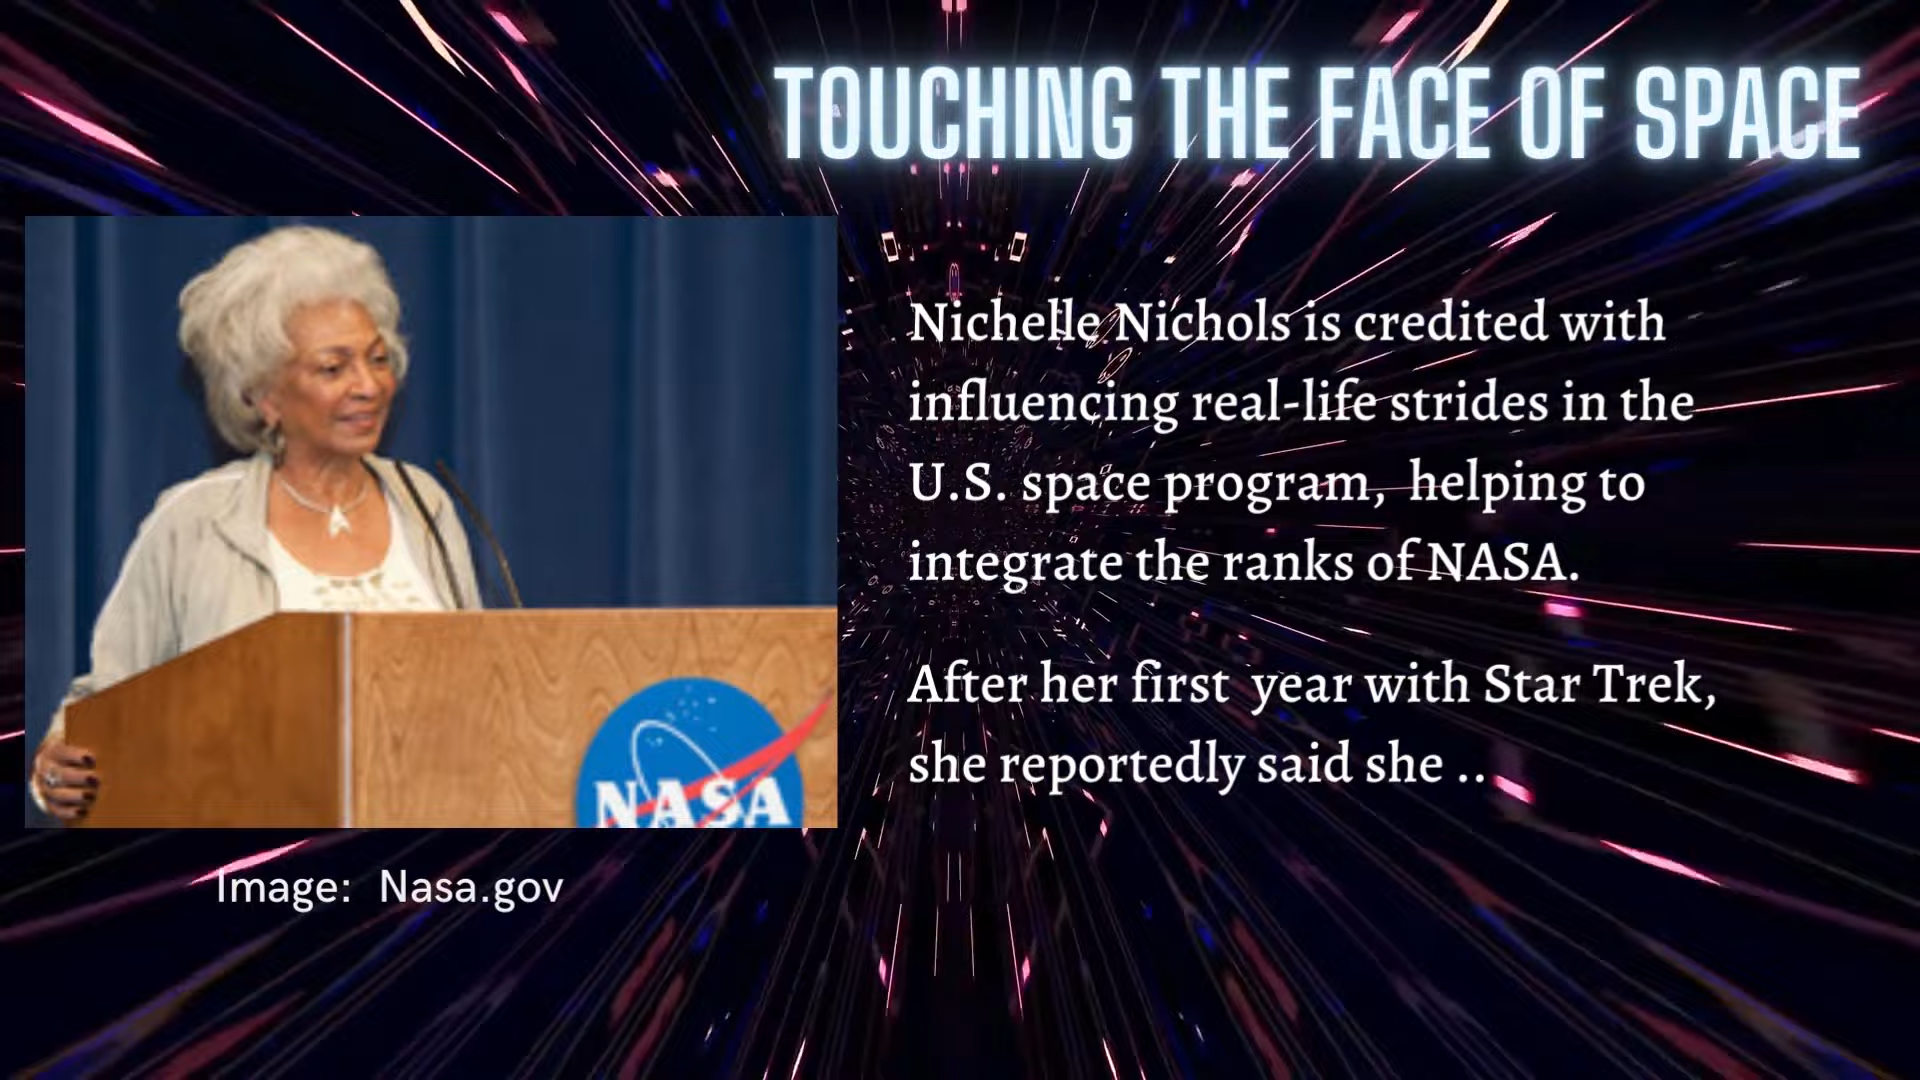 TOUCHING THE FACE OF SPACE
Nichelle Nichols is credited with
influencing real-life strides in the
U.S. space program,  helping to
integrate the ranks of NASA.
After her first  year with Star Trek,
she reportedly said she ..
NASA
Image:  Nasa.gov